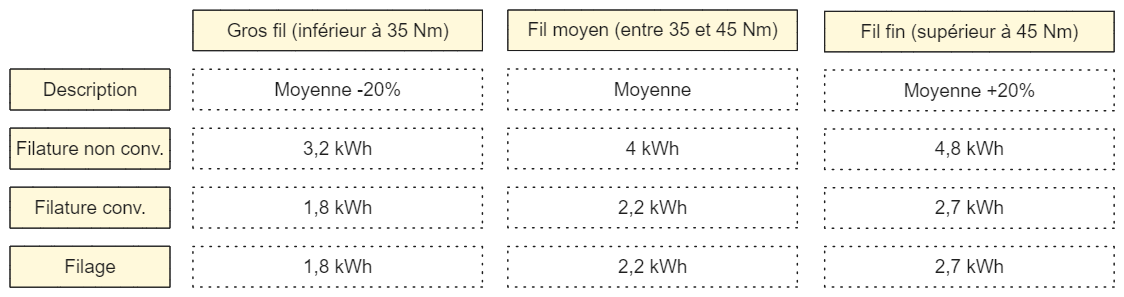 Gros fil (inférieur à 35 Nm) Fil moyen (entre 35 et 45 Nm) Fil fin (supérieur à 45 Nm)
Description Moyenne -20% Moyenne Moyenne +20%
Filature non conv. 3,2 kWh 4 kWh 4,8 kWh
Filature conv. 1,8 kWh 2,2 kWh 2,7 kWh
Filage 1,8 kWh 2,2 kWh 2,7 kWh